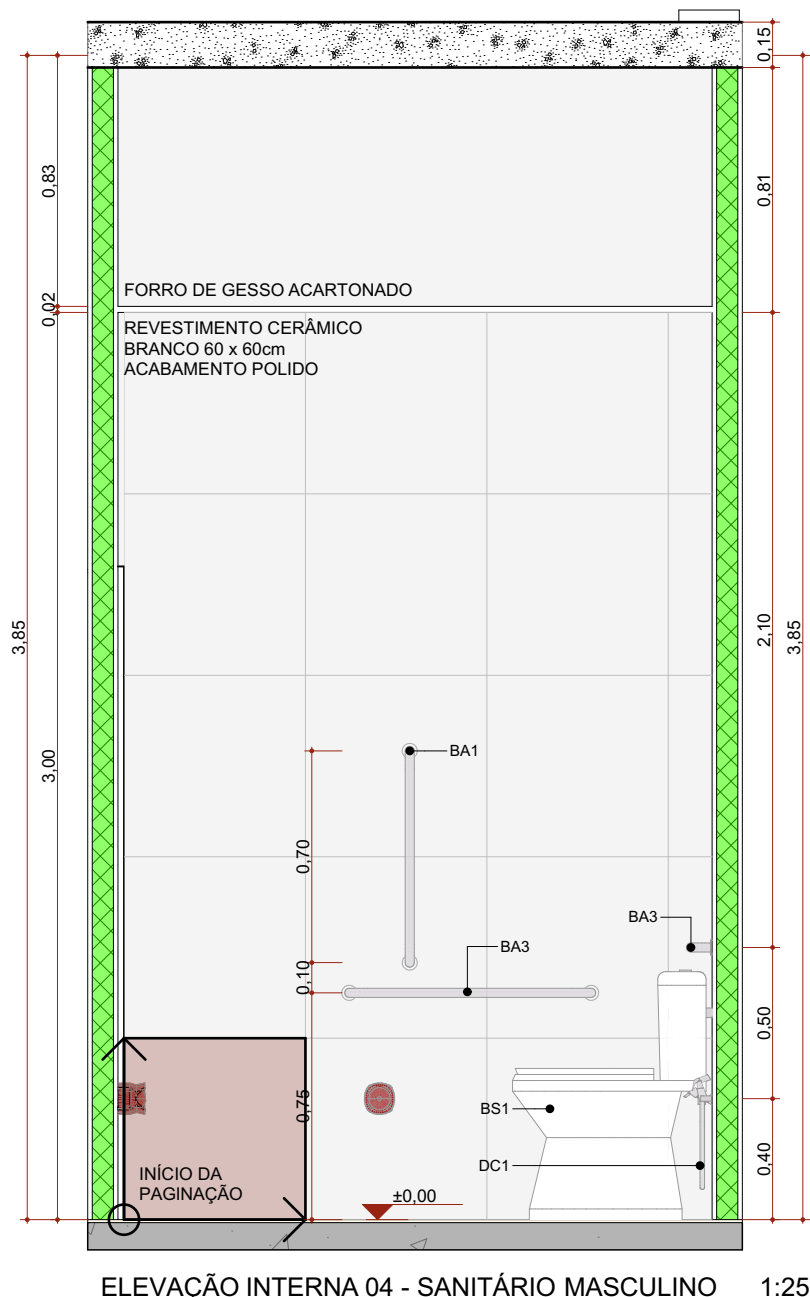 0,15
0,83
0,81
FORRO DE GESSO ACARTONADO
0,02
REVESTIMENTO CERÂMICO
BRANCO 60 x 60cm
ACABAMENTO POLIDO
3,85
2,10
3,85
3,00
BA1
0,70
BA3
BA3
0,10
0,50
0,75
BS1
0,40
DC1
INÍCIO DA
PAGINAÇÃO
±0,00
ELEVAÇÃO INTERNA 04 - SANITÁRIO MASCULINO 1:25